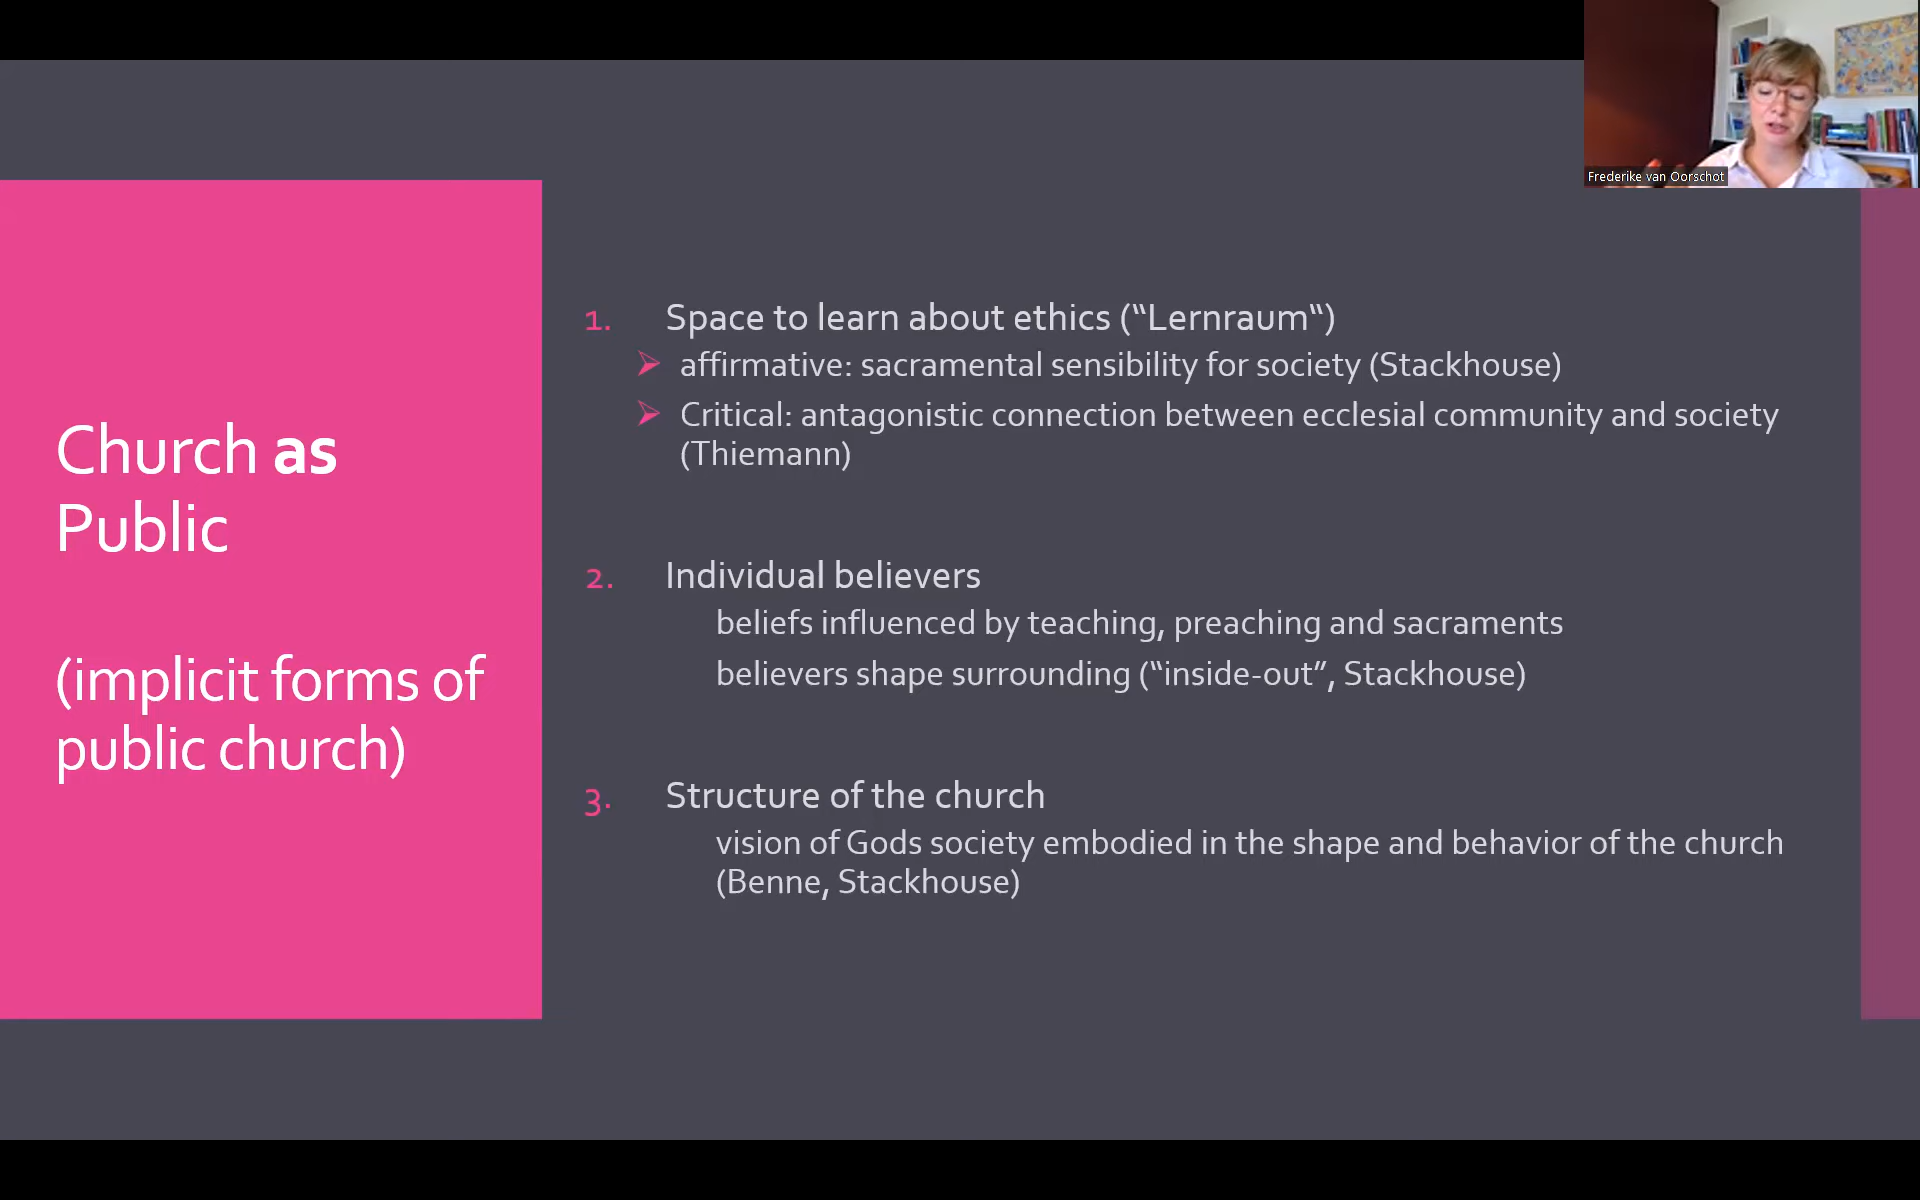 Frederike van Oorschot
Church as
Public
(implicit forms of
public church)
1. Space to learn about ethics (“Lernraum“)
affirmative: sacramental sensibility for society (Stackhouse)
Critical: antagonistic connection between ecclesial community and society
(Thiemann)
2. Individual believers
beliefs influenced by teaching, preaching and sacraments
believers shape surrounding (“inside-out”, Stackhouse)
3. Structure of the church
vision of Gods society embodied in the shape and behavior of the church
(Benne, Stackhouse)